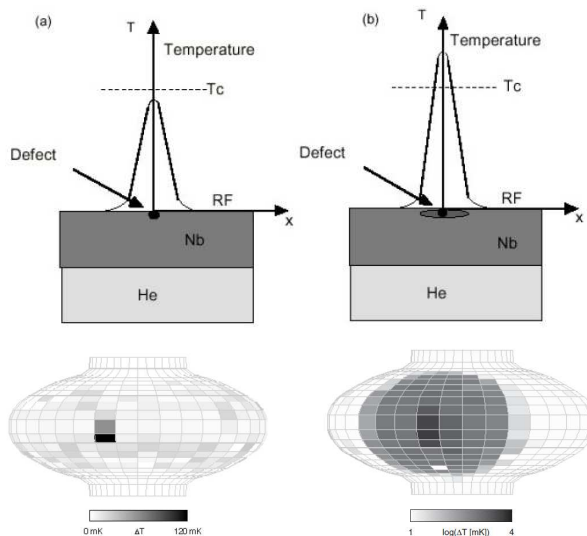 (a)
T
Temperature
Tc
Defect
RF
x
Nb
He
0 mK ΔT 120 mK
(b)
T
Temperature
Tc
Defect
RF
x
Nb
He
1 log(ΔT [mK]) 4